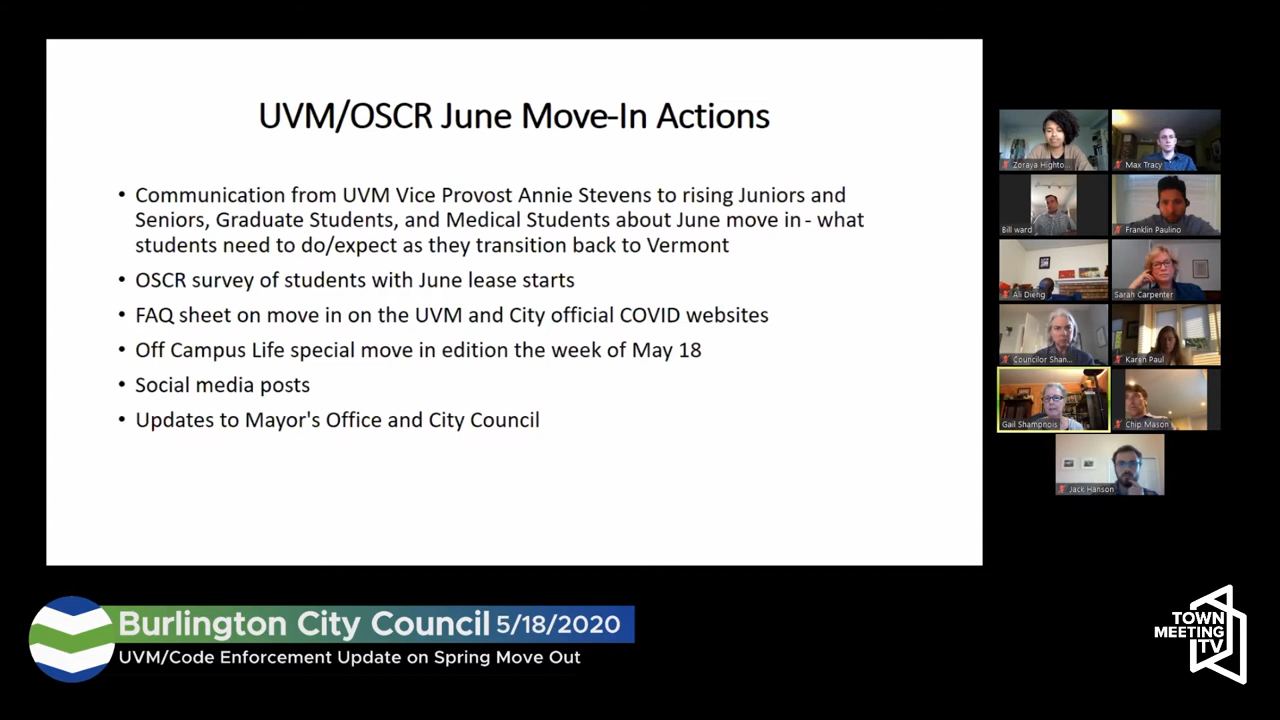 UVM/OSCR June Move-In Actions
• Communication from UVM Vice Provost Annie Stevens to rising Juniors and
Seniors, Graduate Students, and Medical Students about June move in - what
students need to do/expect as they transition back to Vermont
• OSCR survey of students with June lease starts
• FAQ sheet on move in on the UVM and City official COVID websites
• Off Campus Life special move in edition the week of May 18
• Social media posts
• Updates to Mayor's Office and City Council
Zoraya Highto...
Max Tracy
Bill ward
Franklin Paulino
Ali Dieng
Sarah Carpenter
Councilor Shan...
Karen Paul
Gail Shampnois
Chip Mason
Jack Hanson
Burlington City Council 5/18/2020
UVM/Code Enforcement Update on Spring Move Out
TOWN
MEETING
TV